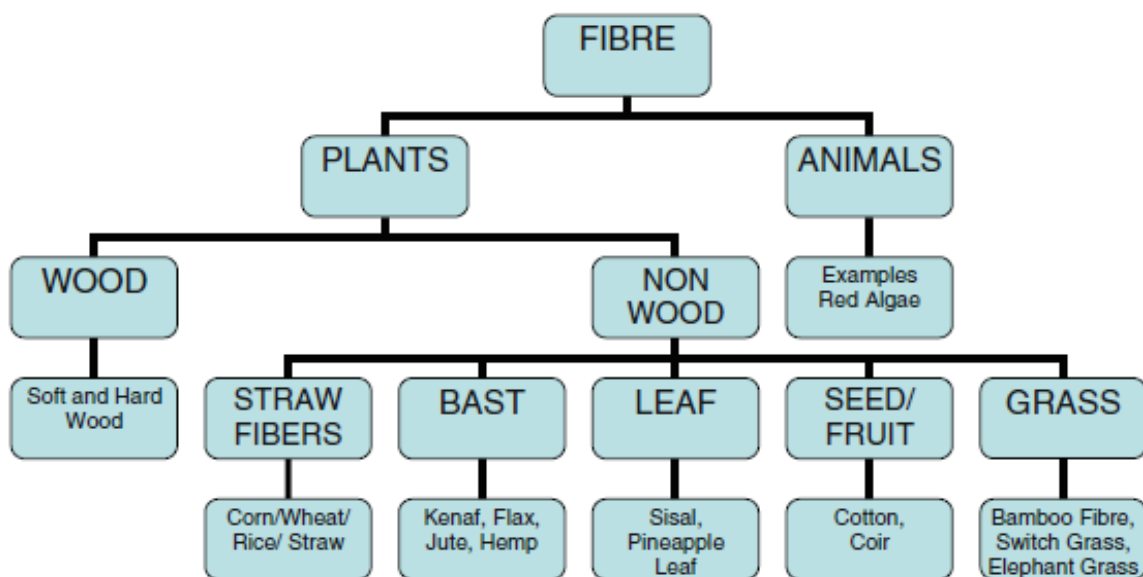 FIBRE
PLANTS
ANIMALS
WOOD
NON
WOOD
Examples
Red Algae
Soft and Hard
Wood
STRAW
FIBERS
BAST
LEAF
SEED/
FRUIT
GRASS
Corn/Wheat/
Rice/ Straw
Kenaf, Flax,
Jute, Hemp
Sisal,
Pineapple
Leaf
Cotton,
Coir
Bamboo Fibre,
Switch Grass,
Elephant Grass